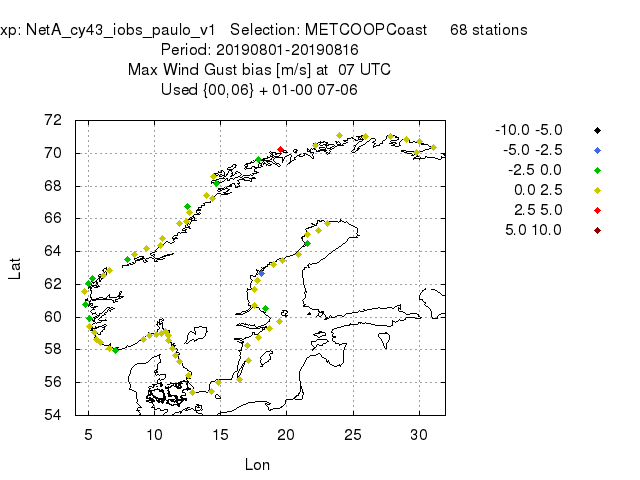 xp: NetA_cy43_iobs_paulo_v1 Selection: METCOOPCoast 68 stations
Period: 20190801-20190816
Max Wind Gust bias [m/s] at 07 UTC
Used {00,06} + 01-00 07-06
72
70
68
66
64
62
60
58
56
54
Lat
5 10 15 20 25 30
Lon
-10.0 -5.0
-5.0 -2.5
-2.5 0.0
0.0 2.5
2.5 5.0
5.0 10.0